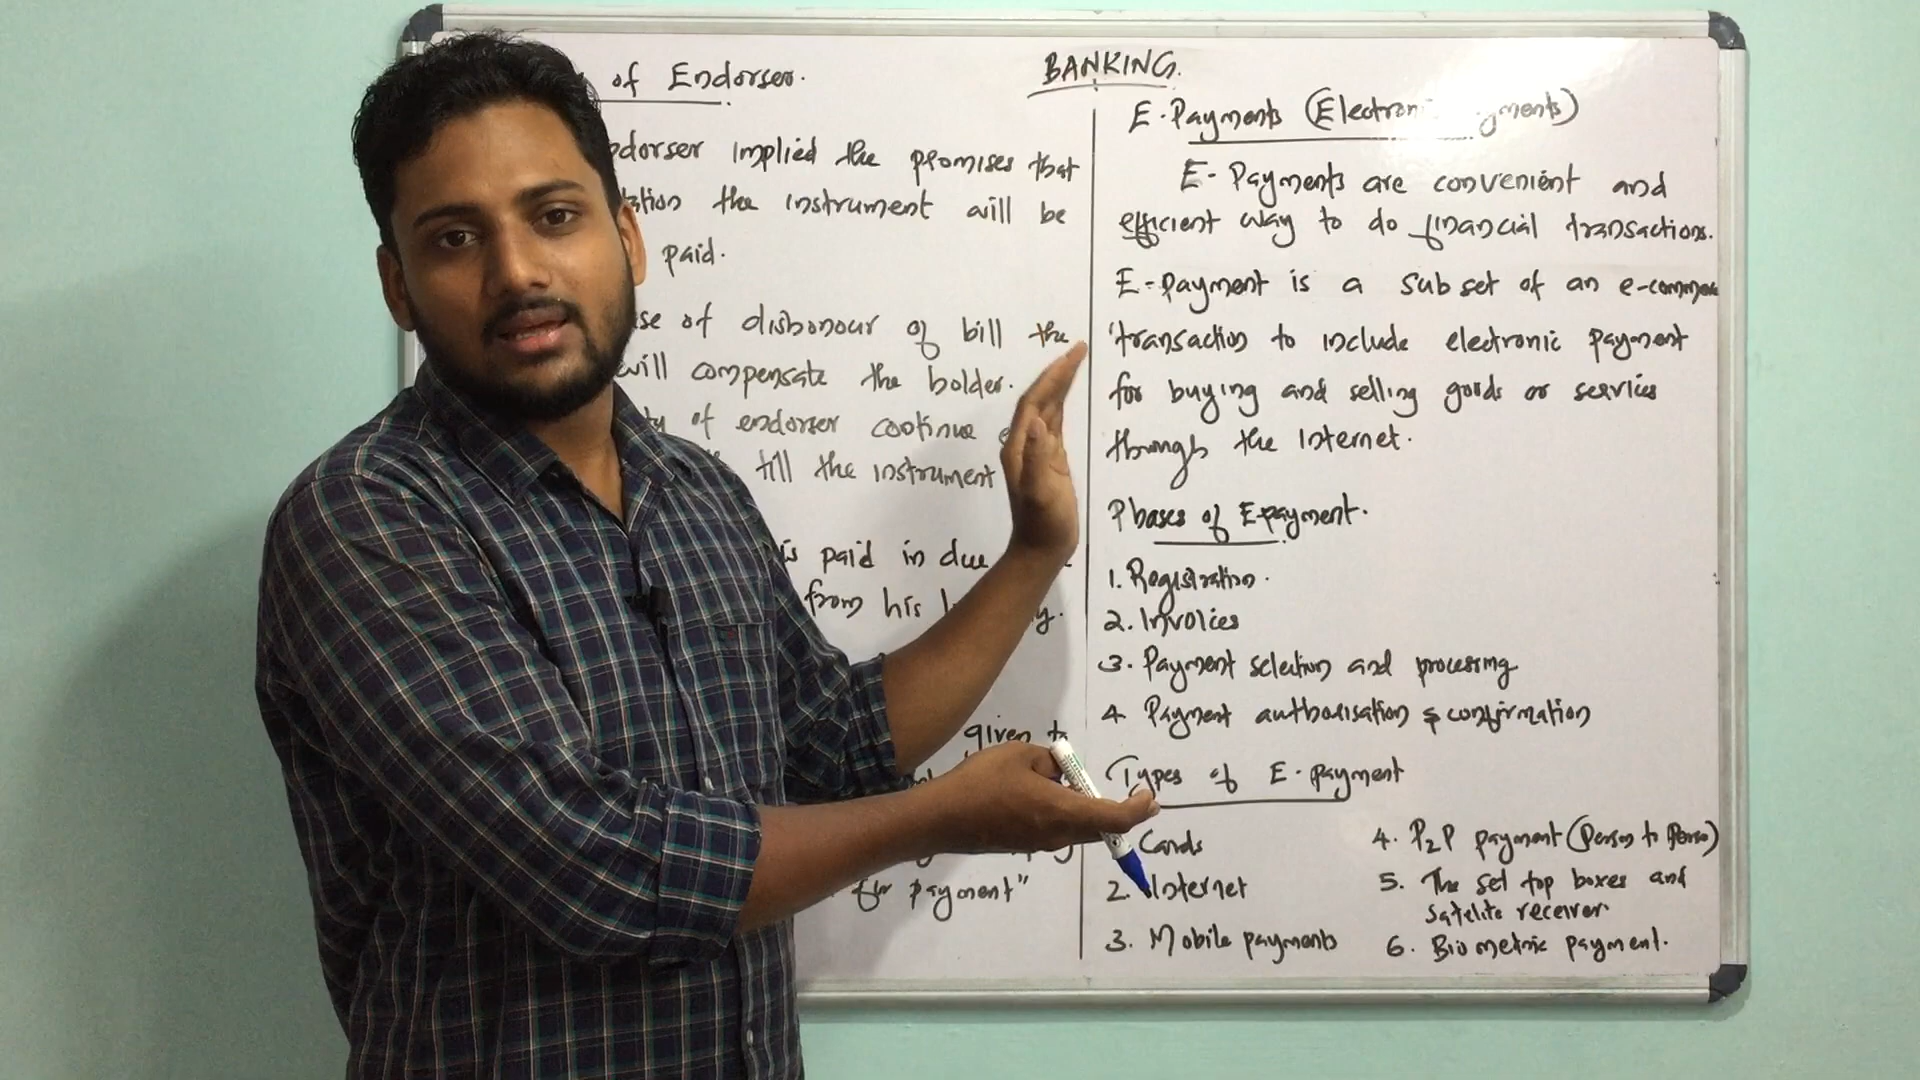 of Endorser.
BANKING.
Endorser implied the promises that
the instrument will be
paid.
of dishonour of bill the
will compensate the holder.
of endorser continue
till the instrument
is paid in due
from his
given to
for payment"
E-Payments (Electronic Payments)
E-Payments are convenient and
efficient way to do financial transactions.
E-payment is a subset of an e-commerce
transaction to include electronic payment
for buying and selling goods or services
through the Internet.
Phases of E-payment.
1. Registration.
2. Invoices
3. Payment selection and processing
4 Payment authorisation & confirmation
Types of E-payment
Cards
2. Internet
3. Mobile payments
4. P2P payment (Person to Person)
5. The set top boxes and
satelite receiver.
6. Biometric payment.